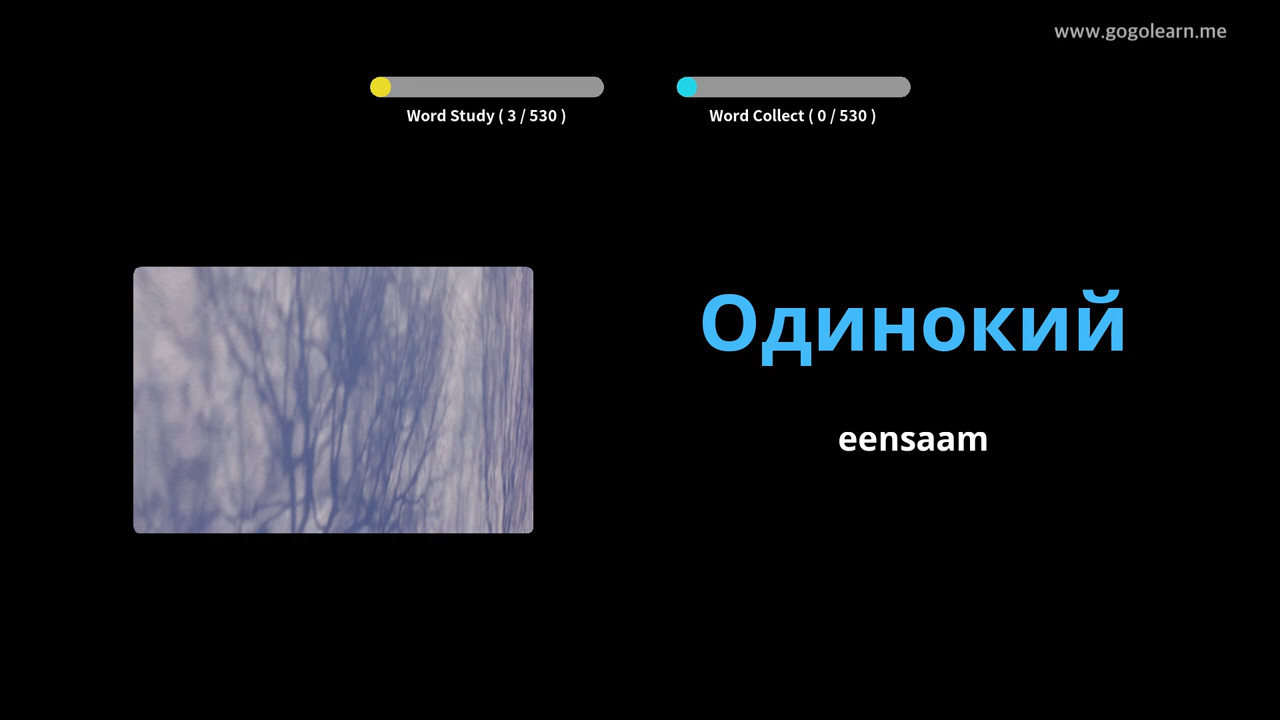 www.gogolearn.me
Word Study ( 3 / 530 )
Word Collect ( 0 / 530 )
Одинокий
eensaam